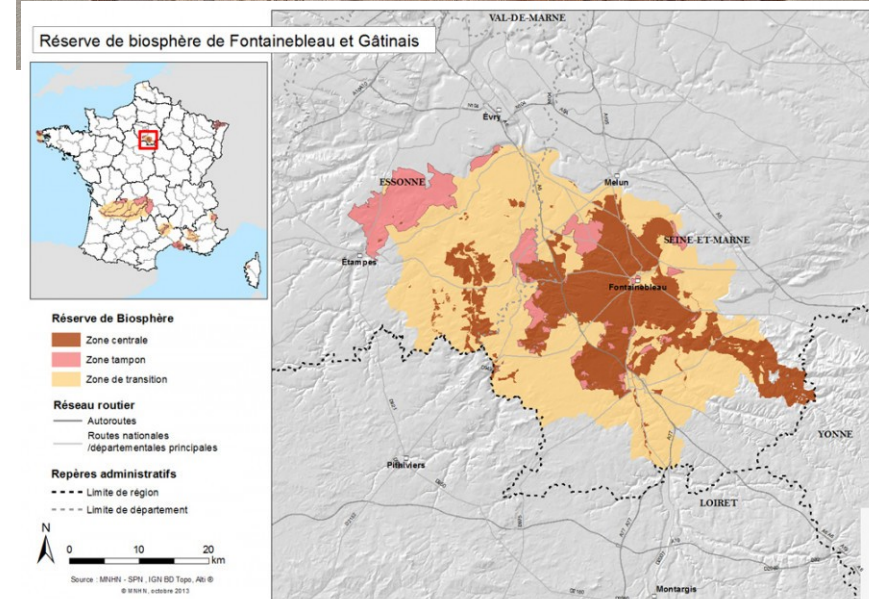 Réserve de biosphère de Fontainebleau et Gâtinais
VAL-DE-MARNE
Évry
ESSONNE
Melun
SEINE-ET-MARNE
Étampes
Fontainebleau
YONNE
Pithiviers
LOIRET
Montargis
Réserve de Biosphère
Zone centrale
Zone tampon
Zone de transition
Réseau routier
Autoroutes
Routes nationales
/départementales principales
Repères administratifs
Limite de région
Limite de département
N
0 10 20
km
Source : MNHN - SPN , IGN BD Topo, Alti ®
© MNHN, octobre 2013